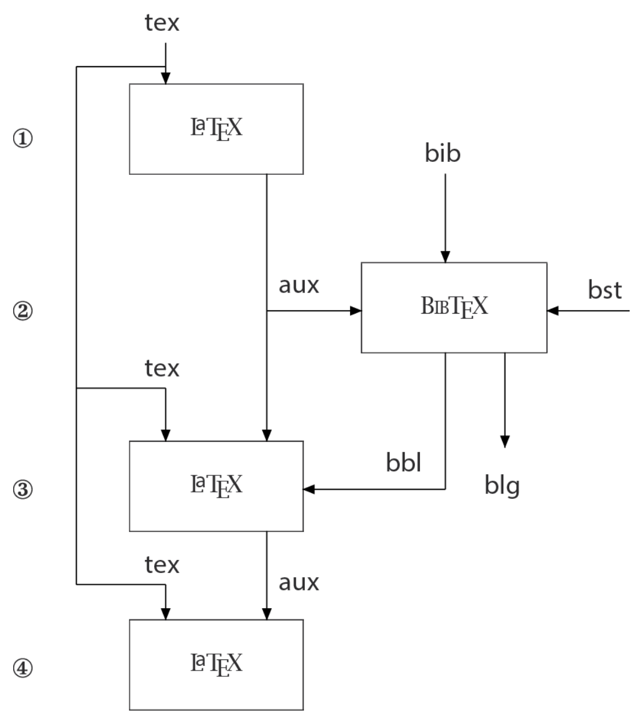 tex
① LaTeX
bib
② aux BIBTEX bst
tex
③ LaTeX bbl blg
tex aux
④ LaTeX